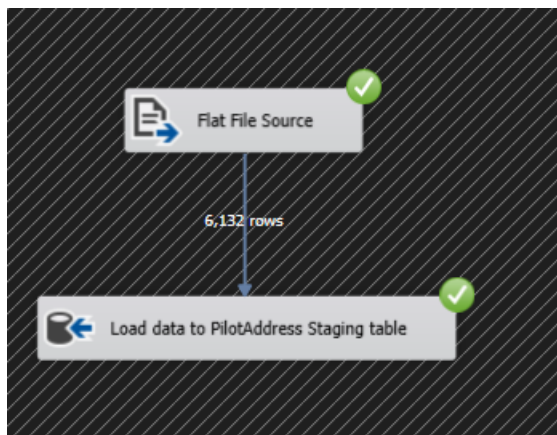 Flat File Source
6,132 rows
Load data to PilotAddress Staging table